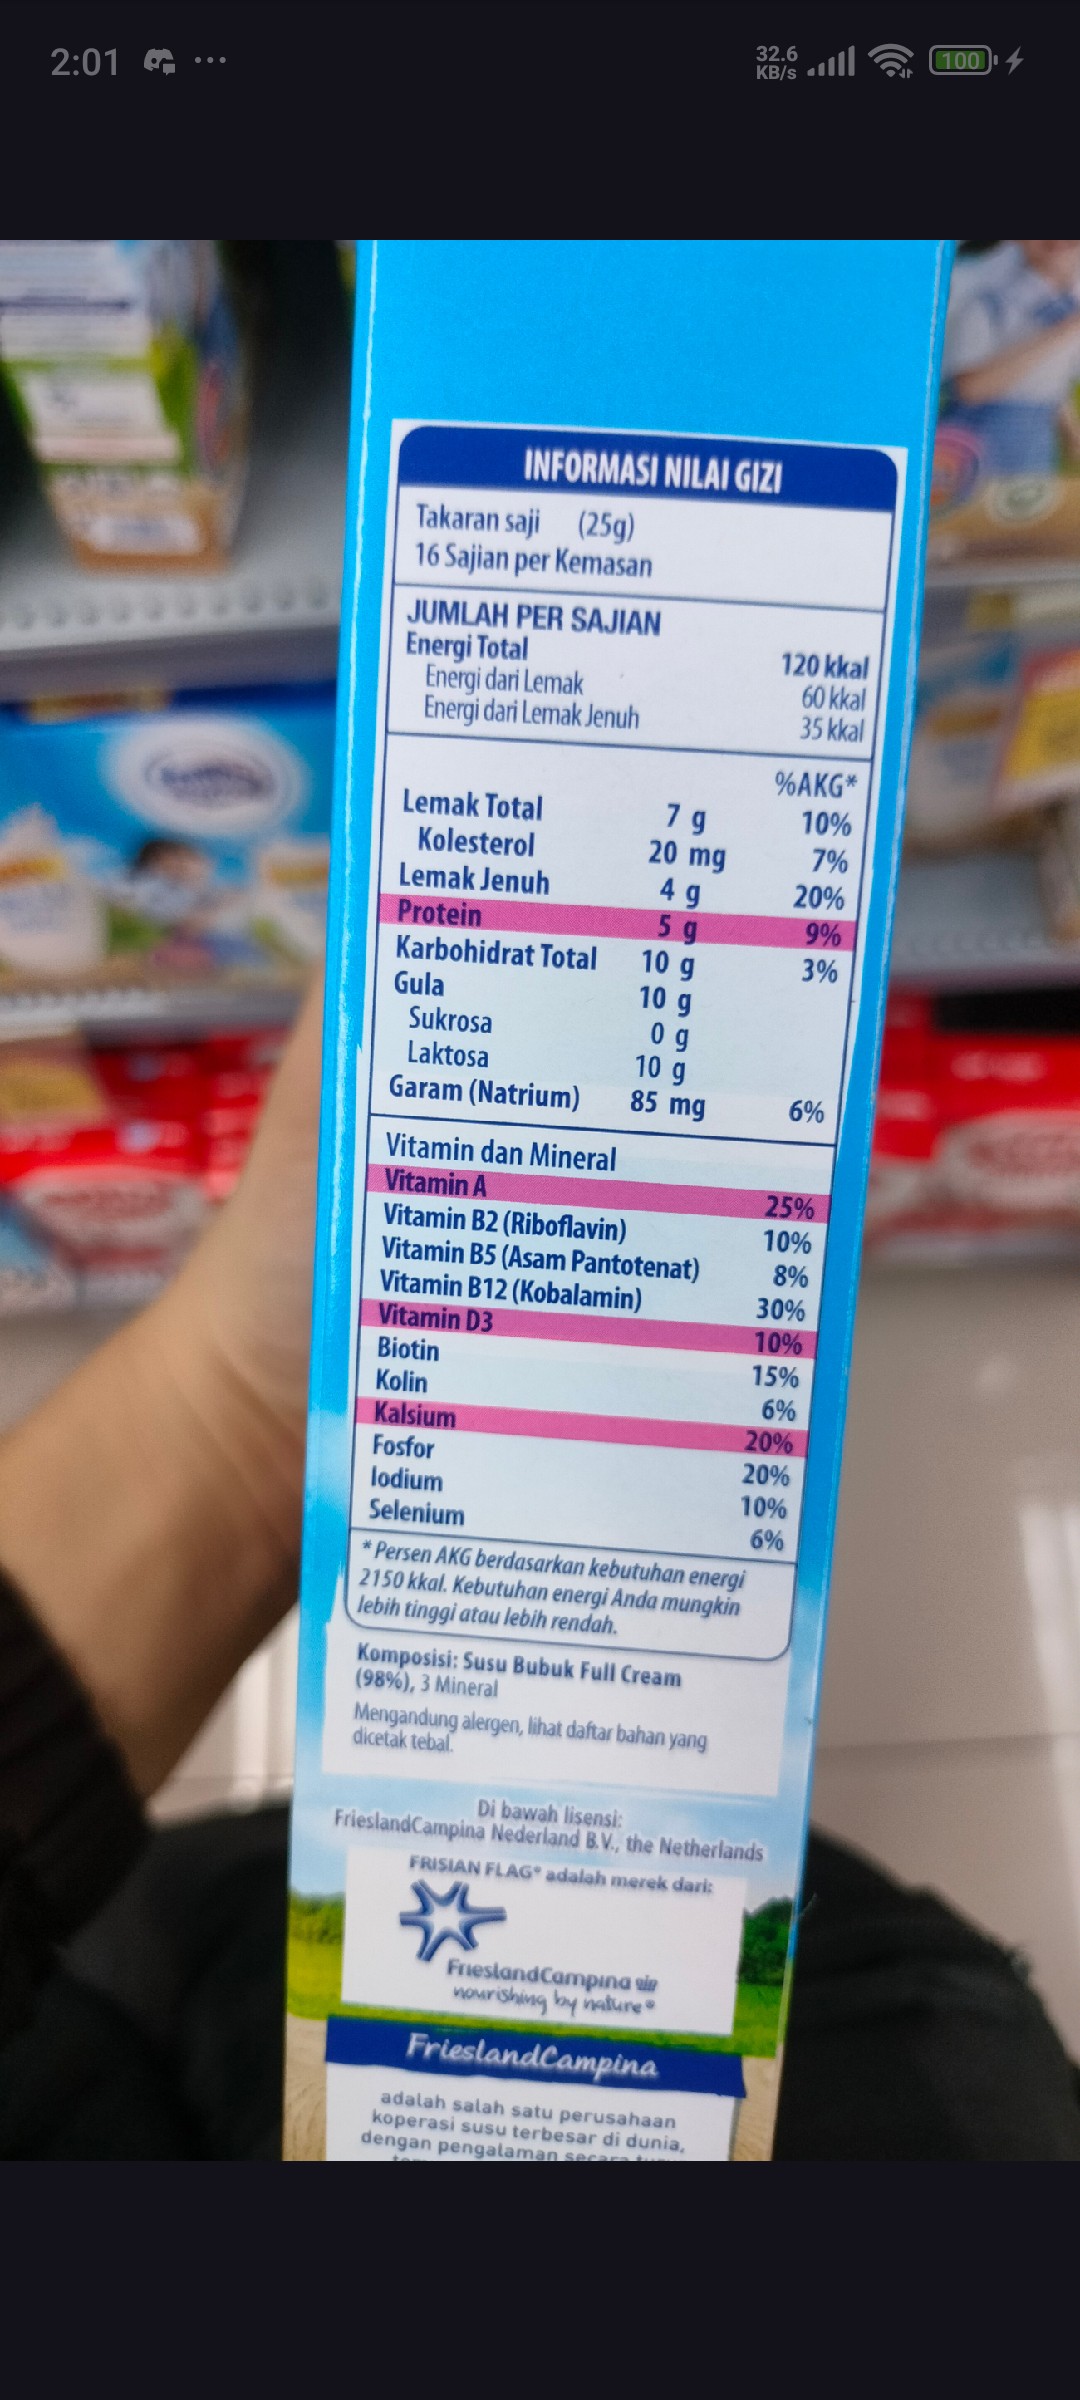 2:01
32.6
KB/s
100
INFORMASI NILAI GIZI
Takaran saji (25g)
16 Sajian per Kemasan
JUMLAH PER SAJIAN
Energi Total 120 kkal
Energi dari Lemak 60 kkal
Energi dari Lemak Jenuh 35 kkal
%AKG*
Lemak Total 7 g 10%
Kolesterol 20 mg 7%
Lemak Jenuh 4 g 20%
Protein 5 g 9%
Karbohidrat Total 10 g 3%
Gula 10 g
Sukrosa 0 g
Laktosa 10 g
Garam (Natrium) 85 mg 6%
Vitamin dan Mineral
Vitamin A 25%
Vitamin B2 (Riboflavin) 10%
Vitamin B5 (Asam Pantotenat) 8%
Vitamin B12 (Kobalamin) 30%
Vitamin D3 10%
Biotin 15%
Kolin 6%
Kalsium 20%
Fosfor 20%
Iodium 10%
Selenium 6%
* Persen AKG berdasarkan kebutuhan energi
2150 kkal. Kebutuhan energi Anda mungkin
lebih tinggi atau lebih rendah.
Komposisi: Susu Bubuk Full Cream
(98%), 3 Mineral
Mengandung alergen, lihat daftar bahan yang
dicetak tebal.
Di bawah lisensi:
FrieslandCampina Nederland B.V., the Netherlands
FRISIAN FLAG® adalah merek dari:
FrieslandCampina
nourishing by nature®
FrieslandCampina
adalah salah satu perusahaan
koperasi susu terbesar di dunia,
dengan pengalaman secara